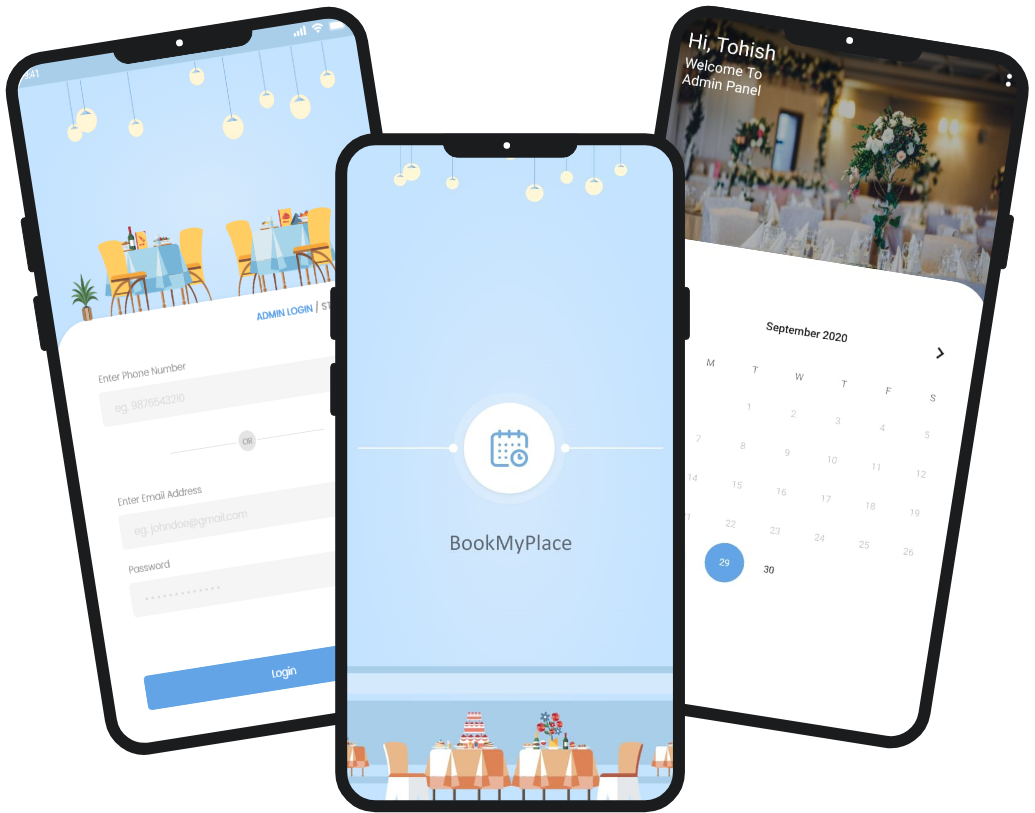 9:41
ADMIN LOGIN / ST
Enter Phone Number
eg. 9876543210
OR
Enter Email Address
eg. johndoe@gmail.com
Password
Login
BookMyPlace
Hi, Tohish
Welcome To
Admin Panel
September 2020
M T W T F S
1 2 3 4 5
7 8 9 10 11 12
14 15 16 17 18 19
22 23 24 25 26
29 30